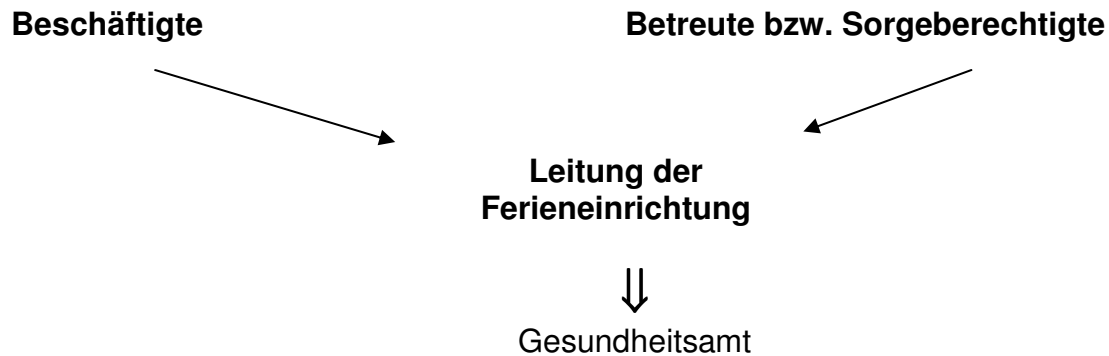 Beschäftigte
Betreute bzw. Sorgeberechtigte
Leitung der
Ferieneinrichtung
Gesundheitsamt